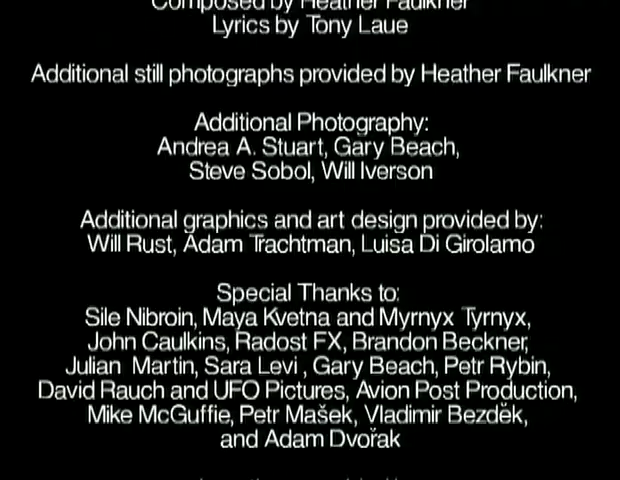 Composed by Heather Faulkner
Lyrics by Tony Laue
Additional still photographs provided by Heather Faulkner
Additional Photography:
Andrea A. Stuart, Gary Beach,
Steve Sobol, Will Iverson
Additional graphics and art design provided by:
Will Rust, Adam Trachtman, Luisa Di Girolamo
Special Thanks to:
Sile Nibroin, Maya Kvetna and Myrnyx Tyrnyx,
John Caulkins, Radost FX, Brandon Beckner,
Julian Martin, Sara Levi , Gary Beach, Petr Rybin,
David Rauch and UFO Pictures, Avion Post Production,
Mike McGuffie, Petr Mašek, Vladimir Bezděk,
and Adam Dvořak